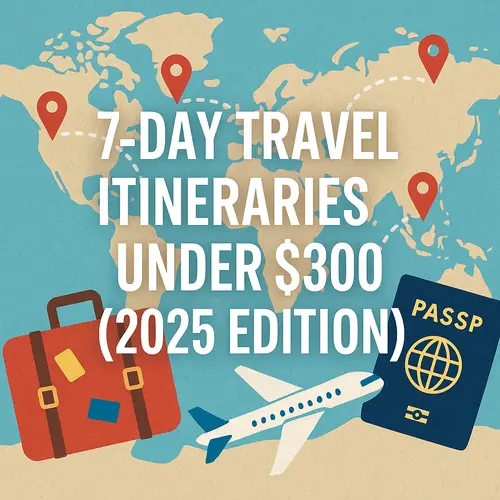 7-DAY TRAVEL
ITINERARIES
UNDER $300
(2025 EDITION)
PASSP